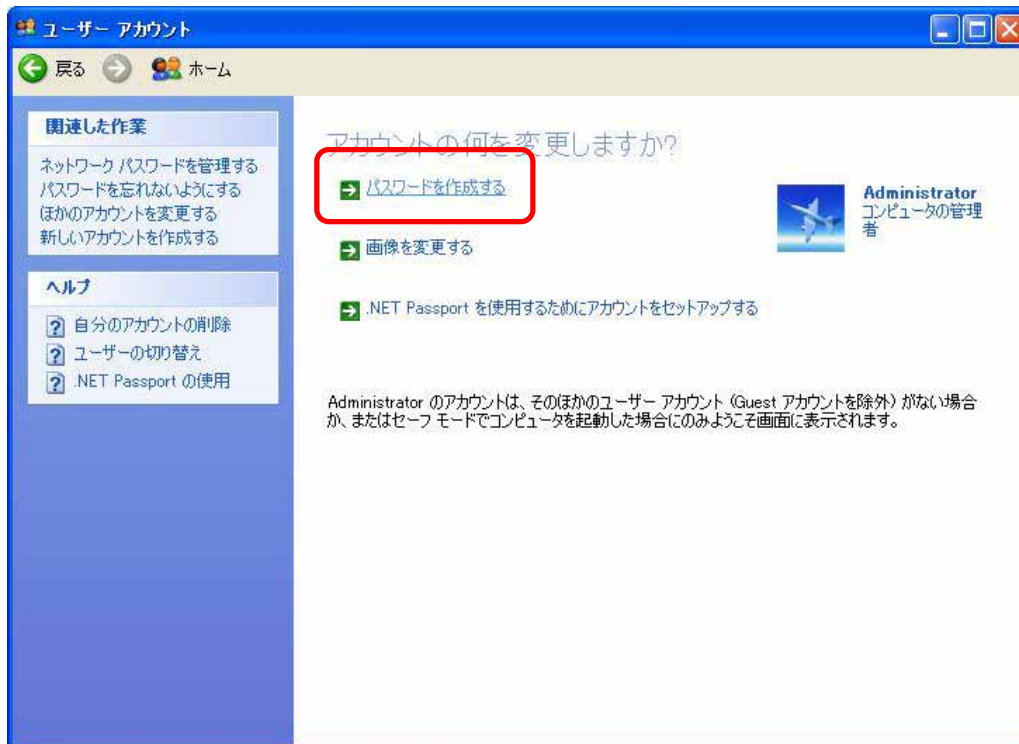 ユーザー アカウント
戻る ホーム
関連した作業
ネットワーク パスワードを管理する
パスワードを忘れないようにする
ほかのアカウントを変更する
新しいアカウントを作成する
ヘルプ
自分のアカウントの削除
ユーザーの切り替え
.NET Passport の使用
アカウントの何を変更しますか?
パスワードを作成する
画像を変更する
.NET Passport を使用するためにアカウントをセットアップする
Administrator
コンピュータの管理
者
Administrator のアカウントは、そのほかのユーザー アカウント (Guest アカウントを除外) がない場合
か、またはセーフ モードでコンピュータを起動した場合にのみようこそ画面に表示されます。